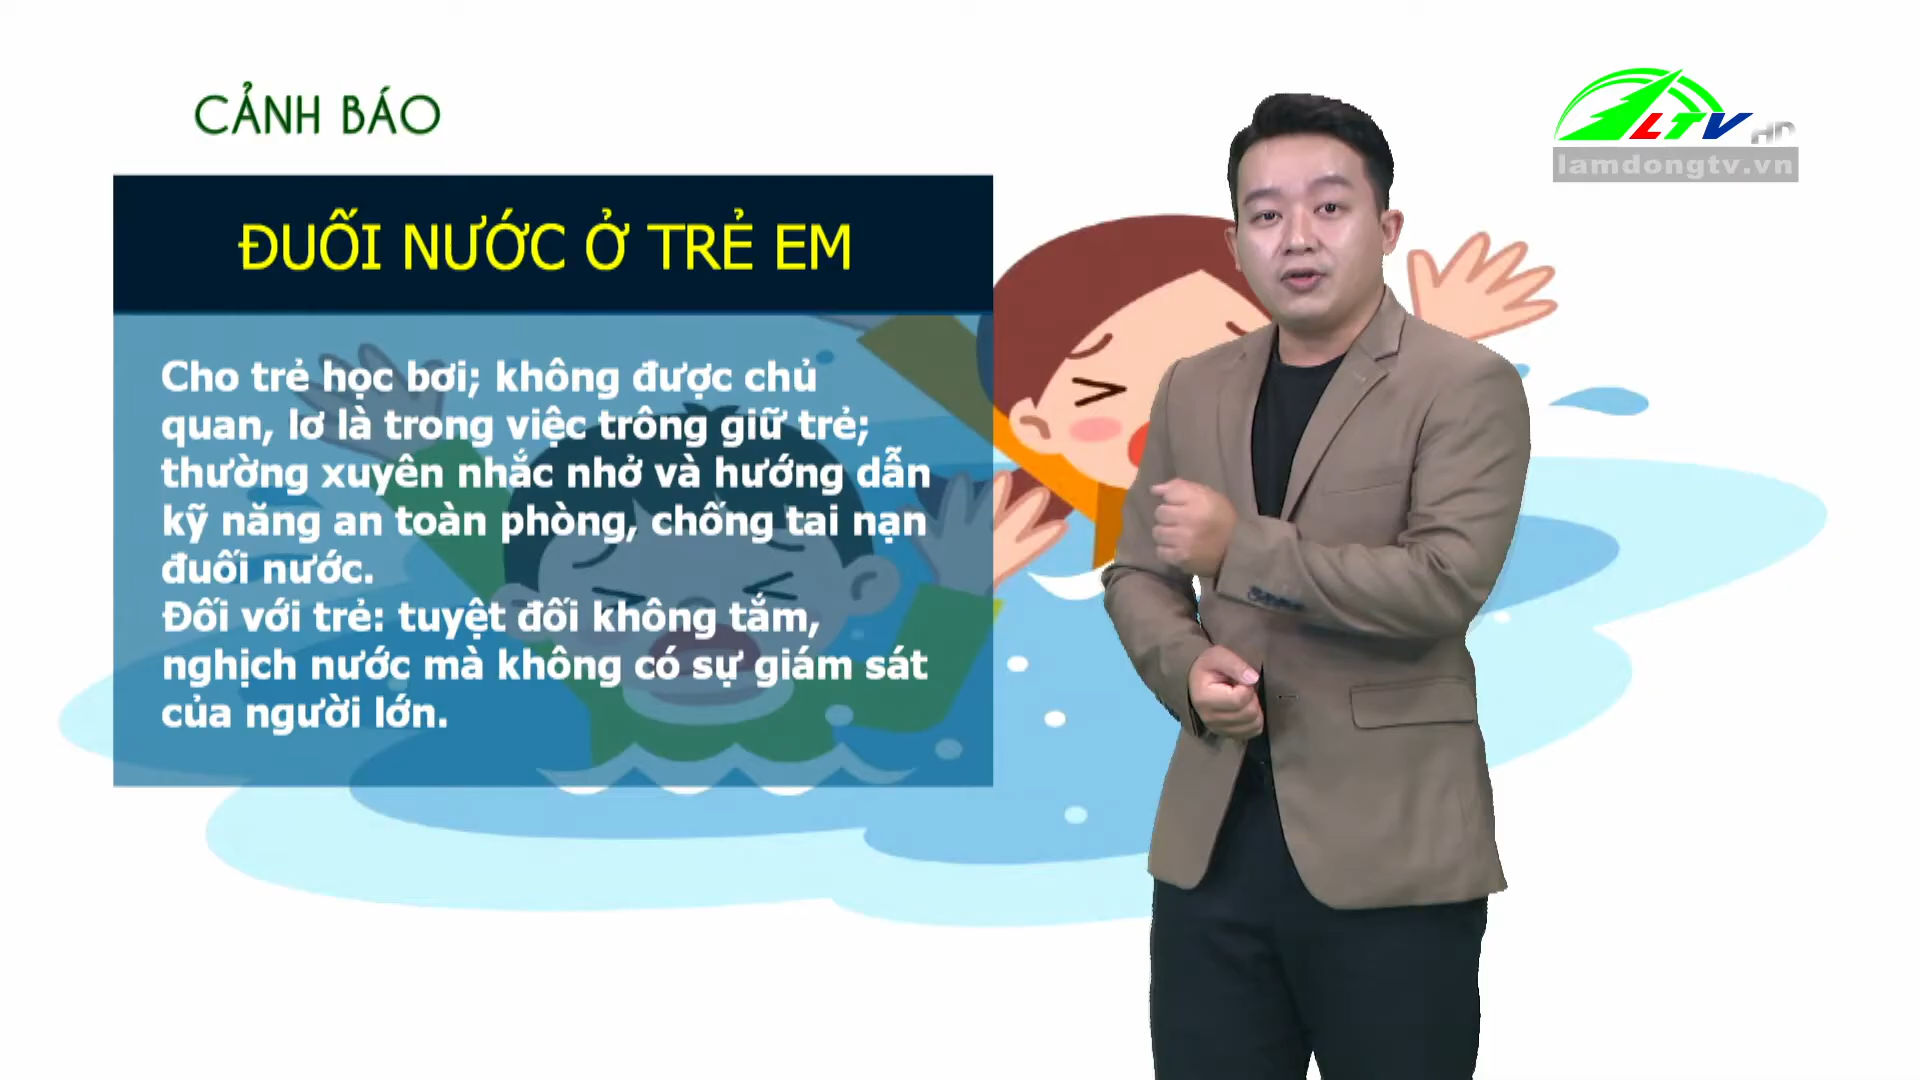 CẢNH BÁO
ĐUỐI NƯỚC Ở TRẺ EM
Cho trẻ học bơi; không được chủ
quan, lơ là trong việc trông giữ trẻ;
thường xuyên nhắc nhở và hướng dẫn
kỹ năng an toàn phòng, chống tai nạn
đuối nước.
Đối với trẻ: tuyệt đối không tắm,
nghịch nước mà không có sự giám sát
của người lớn.
LTV HD
lamdongtv.vn